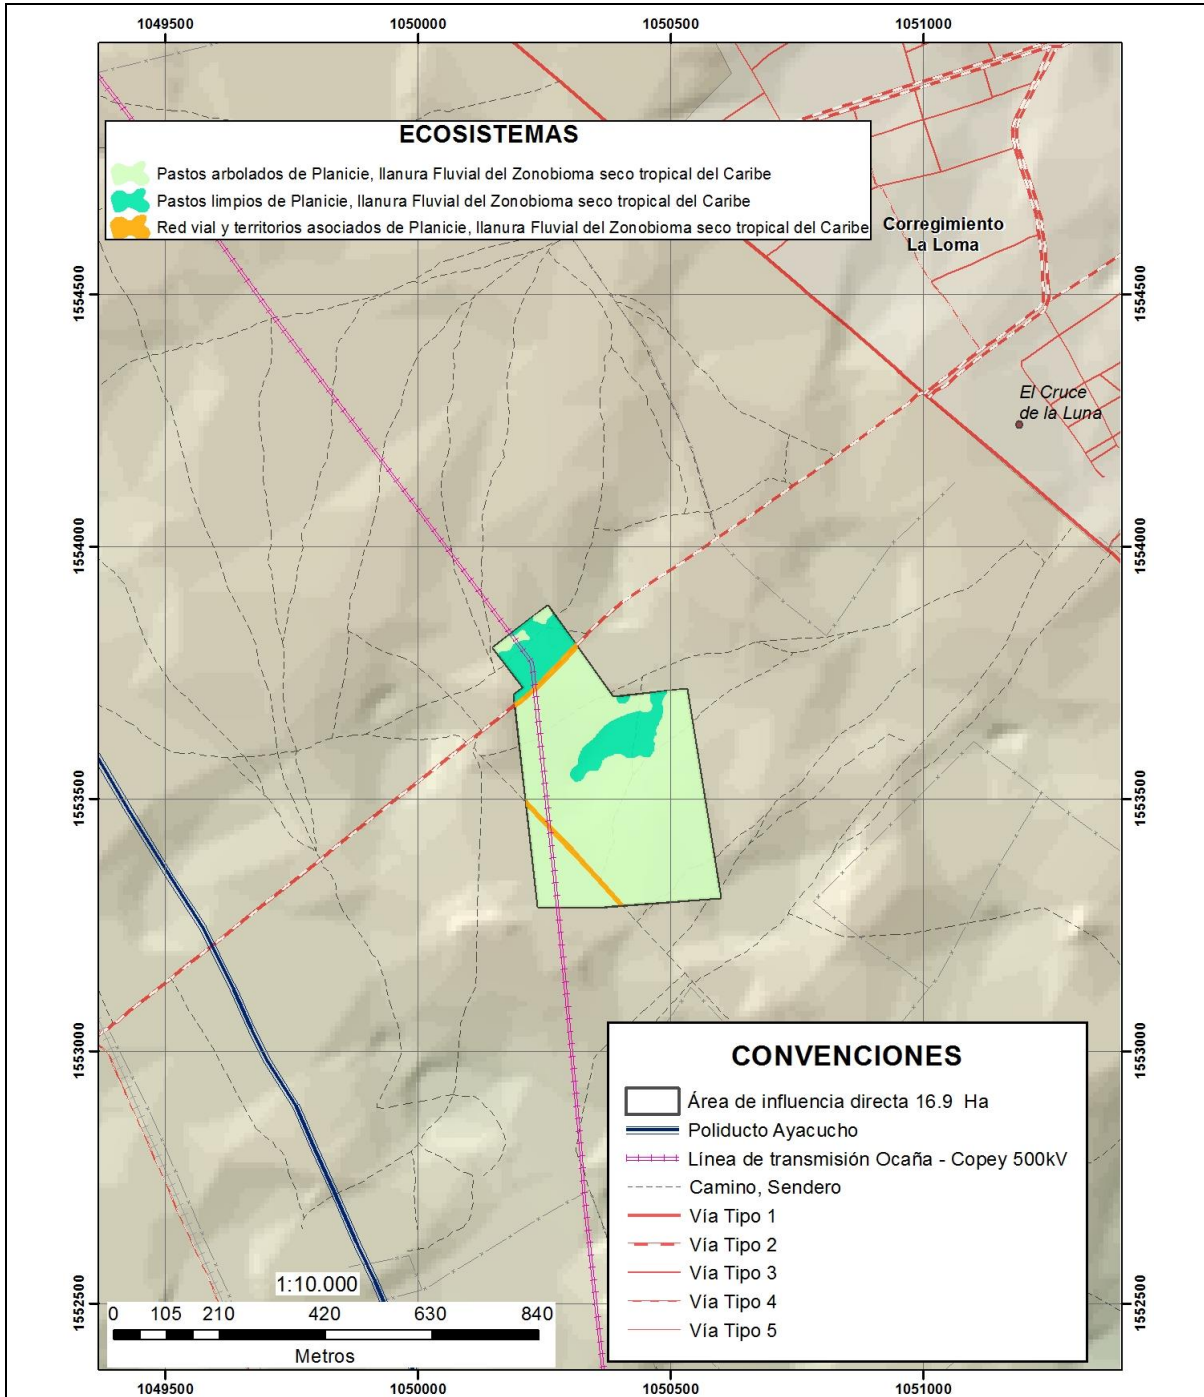 1049500 1050000 1050500 1051000
ECOSISTEMAS
Pastos arbolados de Planicie, llanura Fluvial del Zonobioma seco tropical del Caribe
Pastos limpios de Planicie, llanura Fluvial del Zonobioma seco tropical del Caribe
Red vial y territorios asociados de Planicie, llanura Fluvial del Zonobioma seco tropical del Caribe
Corregimiento
La Loma
1554500 1554500
El Cruce
de la Luna
1554000 1554000
1553500 1553500
1553000 1553000
CONVENCIONES
Área de influencia directa 16.9 Ha
Poliducto Ayacucho
Línea de transmisión Ocaña - Copey 500kV
Camino, Sendero
Vía Tipo 1
Vía Tipo 2
Vía Tipo 3
Vía Tipo 4
Vía Tipo 5
1:10.000
1552500 1552500
0 105 210 420 630 840
Metros
1049500 1050000 1050500 1051000